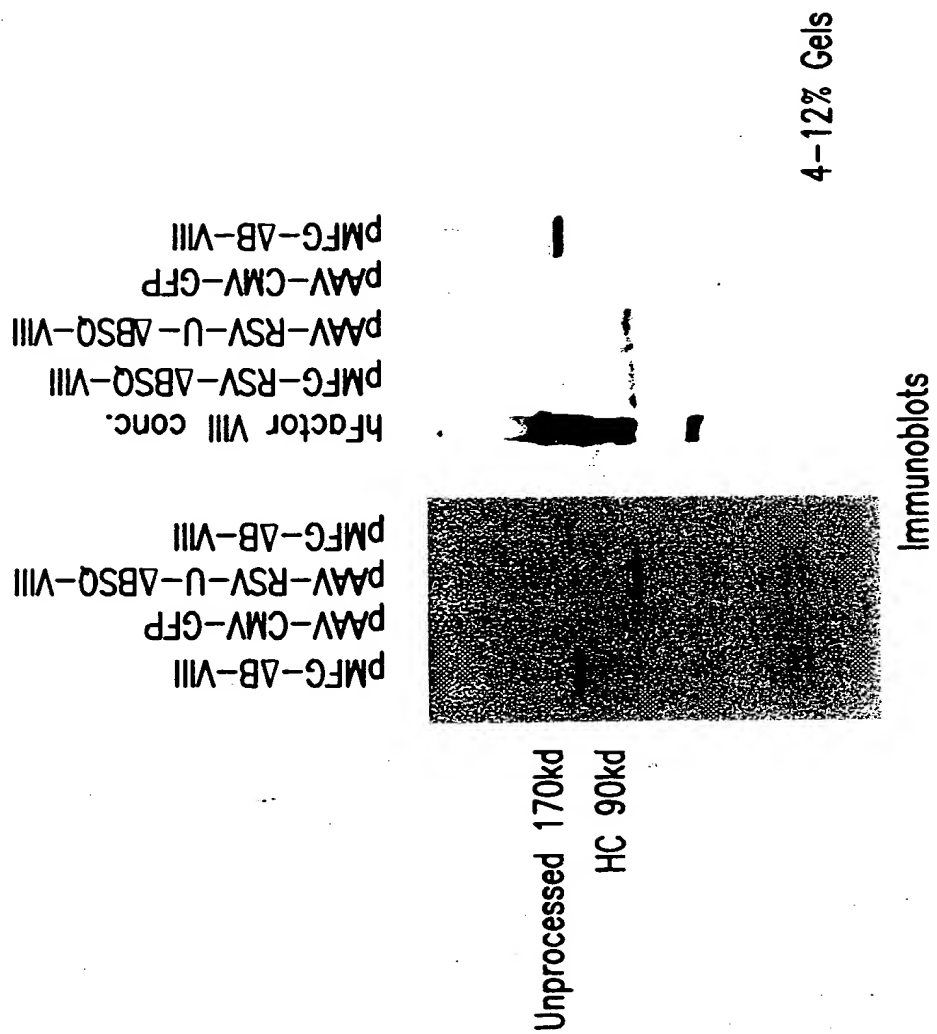 pMFG-ΔB-VIII
pAAV-CMV-GFP
pAAV-RSV-U-ΔBSQ-VIII
pMFG-RSV-ΔBSQ-VIII
hFactor VIII conc.
pMFG-ΔB-VIII
pAAV-RSV-U-ΔBSQ-VIII
pAAV-CMV-GFP
pMFG-ΔB-VIII
Unprocessed 170kd
HC 90kd
Immunoblots
4-12% Gels